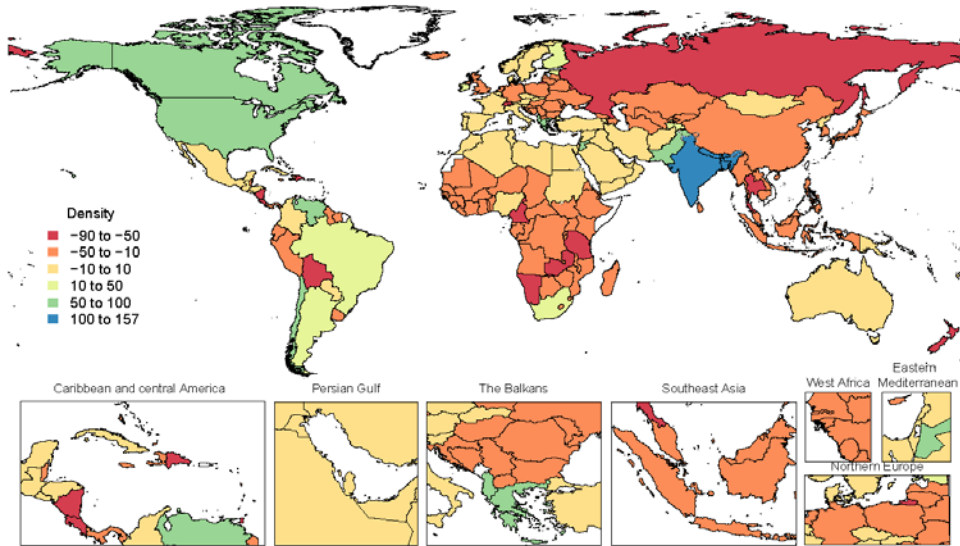 Density
−90 to −50
−50 to −10
−10 to 10
10 to 50
50 to 100
100 to 157
Caribbean and central America
Persian Gulf
The Balkans
Southeast Asia
West Africa
Eastern
Mediterranean
Northern Europe